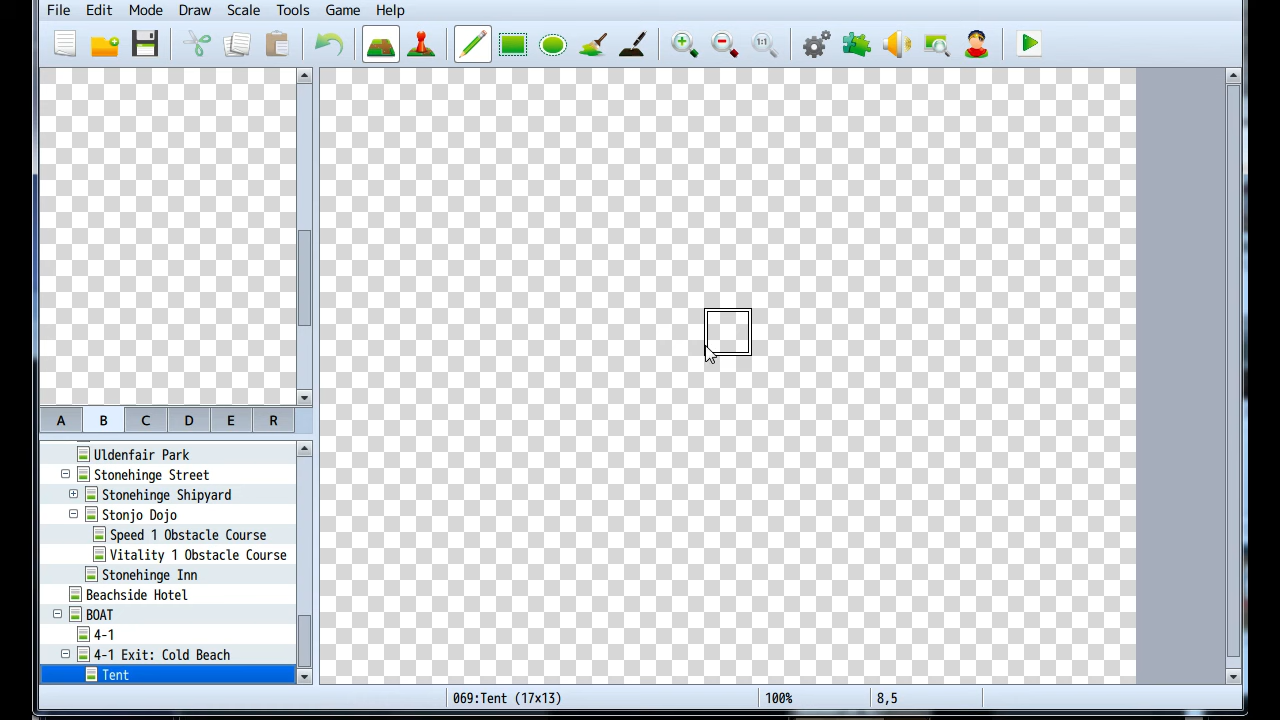 File Edit Mode Draw Scale Tools Game Help
1:1
A B C D E R
Uldenfair Park
Stonehinge Street
Stonehinge Shipyard
Stonjo Dojo
Speed 1 Obstacle Course
Vitality 1 Obstacle Course
Stonehinge Inn
Beachside Hotel
BOAT
4-1
4-1 Exit: Cold Beach
Tent
069:Tent (17x13) 100% 8,5